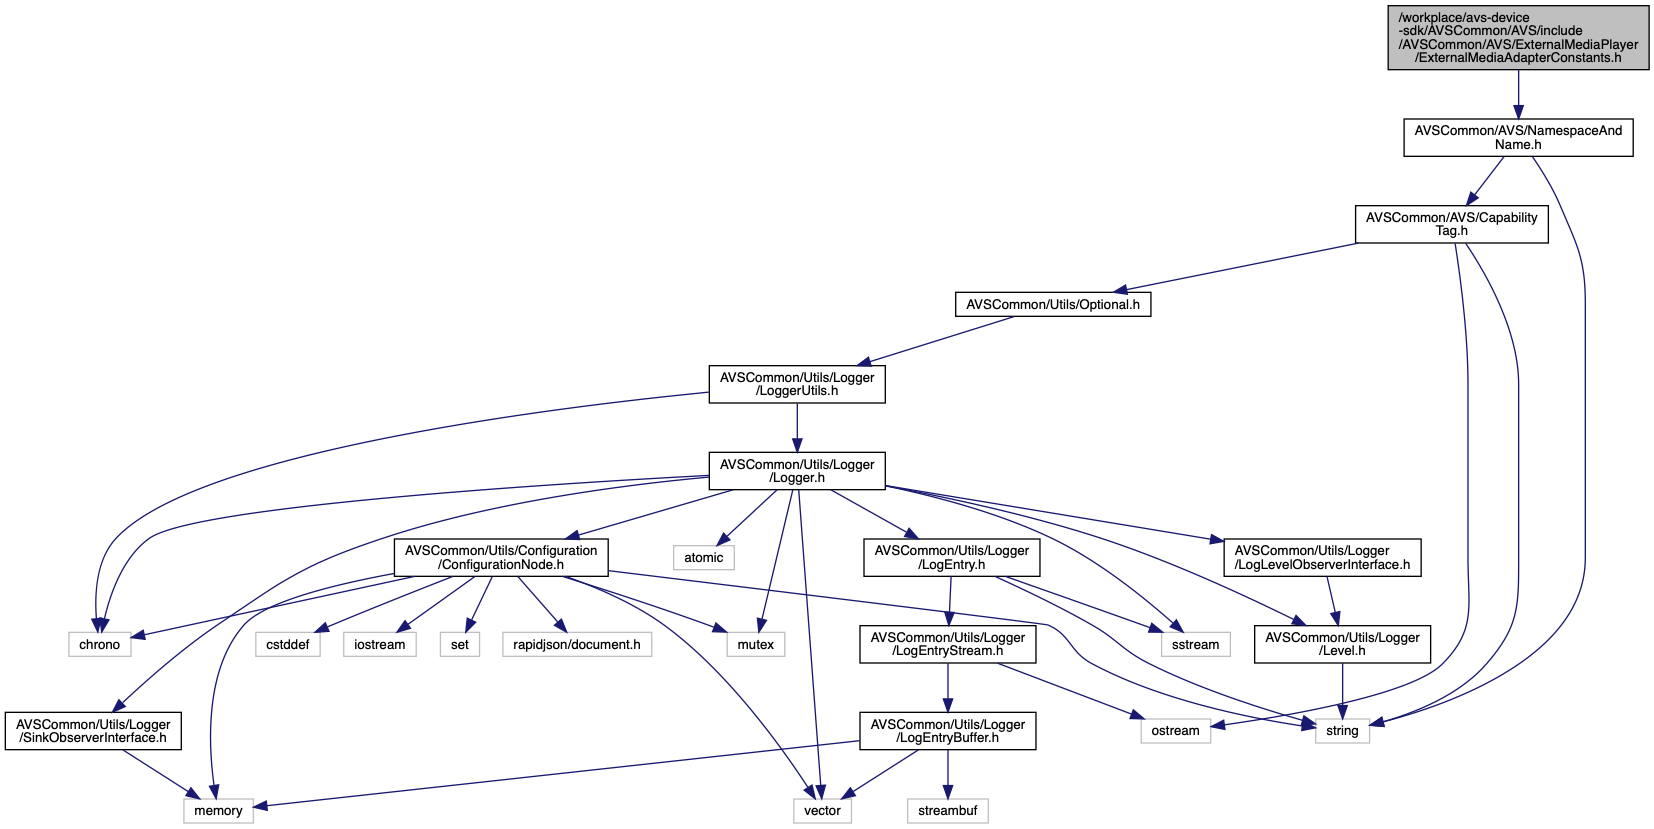 /workplace/avs-device
-sdk/AVSCommon/AVS/include
/AVSCommon/AVS/ExternalMediaPlayer
/ExternalMediaAdapterConstants.h
AVSCommon/AVS/NamespaceAnd
Name.h
AVSCommon/AVS/Capability
Tag.h
AVSCommon/Utils/Optional.h
AVSCommon/Utils/Logger
/LoggerUtils.h
AVSCommon/Utils/Logger
/Logger.h
AVSCommon/Utils/Configuration
/ConfigurationNode.h
atomic
AVSCommon/Utils/Logger
/LogEntry.h
AVSCommon/Utils/Logger
/LogLevelObserverInterface.h
chrono
cstddef
iostream
set
rapidjson/document.h
mutex
AVSCommon/Utils/Logger
/LogEntryStream.h
sstream
AVSCommon/Utils/Logger
/Level.h
AVSCommon/Utils/Logger
/SinkObserverInterface.h
AVSCommon/Utils/Logger
/LogEntryBuffer.h
ostream
string
memory
vector
streambuf